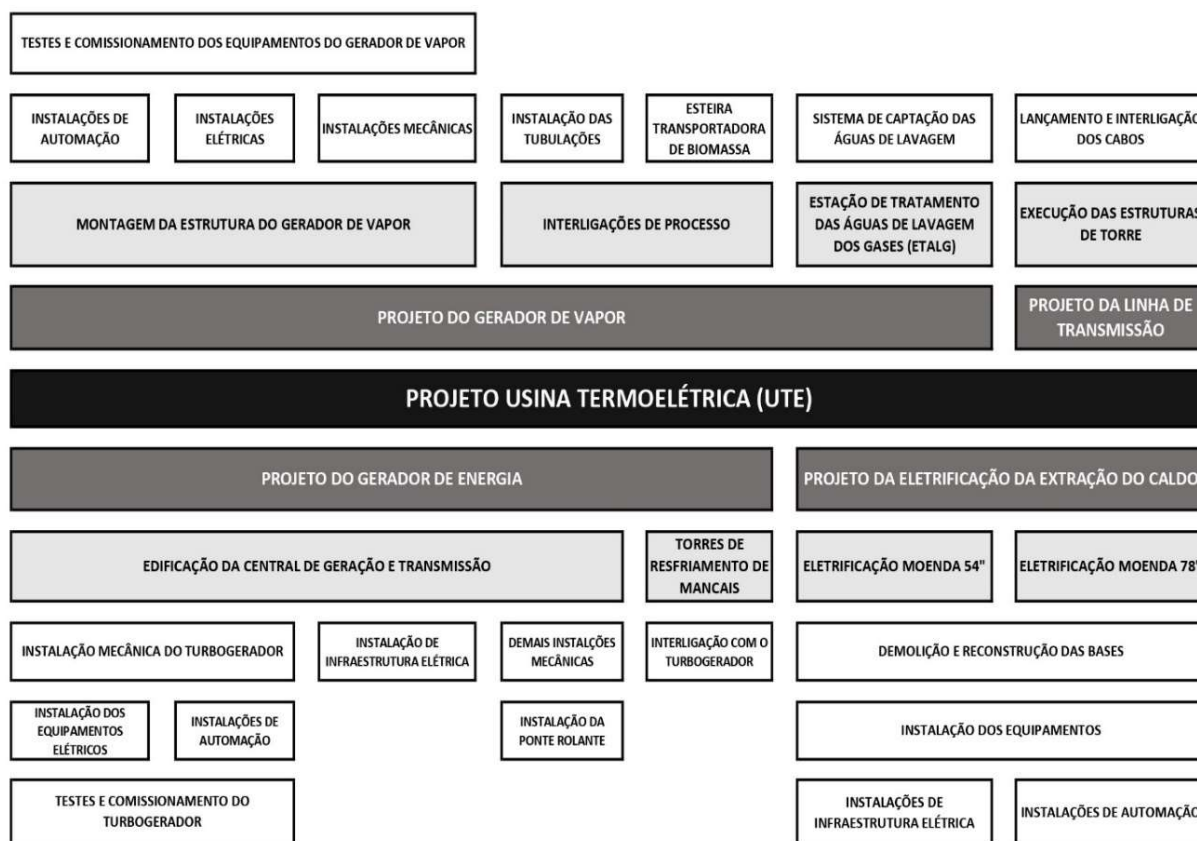 TESTES E COMISSIONAMENTO DOS EQUIPAMENTOS DO GERADOR DE VAPOR
INSTALAÇÕES DE
AUTOMAÇÃO
INSTALAÇÕES
ELÉTRICAS
INSTALAÇÕES MECÂNICAS
INSTALAÇÃO DAS
TUBULAÇÕES
ESTEIRA
TRANSPORTADORA
DE BIOMASSA
SISTEMA DE CAPTAÇÃO DAS
ÁGUAS DE LAVAGEM
LANÇAMENTO E INTERLIGAÇÃO
DOS CABOS
MONTAGEM DA ESTRUTURA DO GERADOR DE VAPOR
INTERLIGAÇÕES DE PROCESSO
ESTAÇÃO DE TRATAMENTO
DAS ÁGUAS DE LAVAGEM
DOS GASES (ETALG)
EXECUÇÃO DAS ESTRUTURAS
DE TORRE
PROJETO DO GERADOR DE VAPOR
PROJETO DA LINHA DE
TRANSMISSÃO
PROJETO USINA TERMOELÉTRICA (UTE)
PROJETO DO GERADOR DE ENERGIA
PROJETO DA ELETRIFICAÇÃO DA EXTRAÇÃO DO CALDO
EDIFICAÇÃO DA CENTRAL DE GERAÇÃO E TRANSMISSÃO
TORRES DE
RESFRIAMENTO DE
MANCAIS
ELETRIFICAÇÃO MOENDA 54"
ELETRIFICAÇÃO MOENDA 78"
INSTALAÇÃO MECÂNICA DO TURBOGERADOR
INSTALAÇÃO DE
INFRAESTRUTURA ELÉTRICA
DEMAIS INSTALÇÕES
MECÂNICAS
INTERLIGAÇÃO COM O
TURBOGERADOR
DEMOLIÇÃO E RECONSTRUÇÃO DAS BASES
INSTALAÇÃO DOS
EQUIPAMENTOS
ELÉTRICOS
INSTALAÇÕES DE
AUTOMAÇÃO
INSTALAÇÃO DA
PONTE ROLANTE
INSTALAÇÃO DOS EQUIPAMENTOS
TESTES E COMISSIONAMENTO DO
TURBOGERADOR
INSTALAÇÕES DE
INFRAESTRUTURA ELÉTRICA
INSTALAÇÕES DE AUTOMAÇÃO